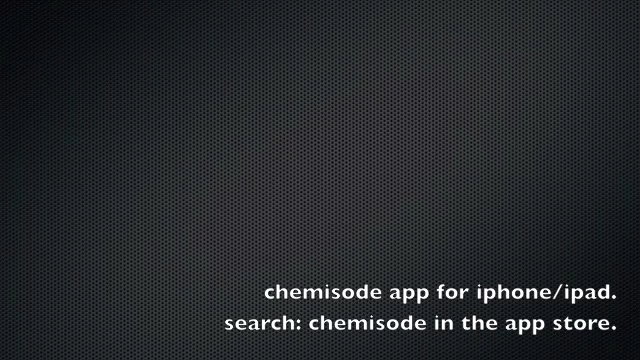 chemisode app for iphone/ipad.
search: chemisode in the app store.